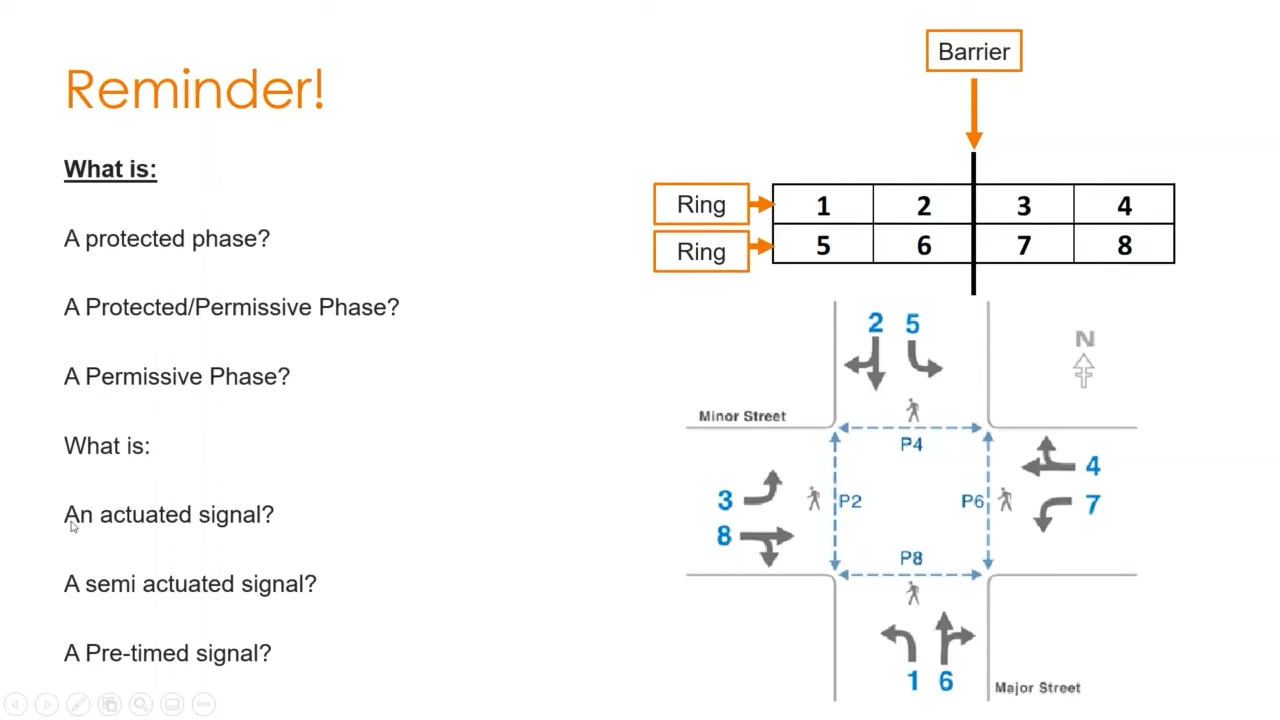 Reminder!
What is:
A protected phase?
A Protected/Permissive Phase?
A Permissive Phase?
What is:
An actuated signal?
A semi actuated signal?
A Pre-timed signal?
Barrier
Ring 1 2 3 4
Ring 5 6 7 8
2 5
N
Minor Street
P4
4
3 P2 P6 7
8
P8
1 6 Major Street